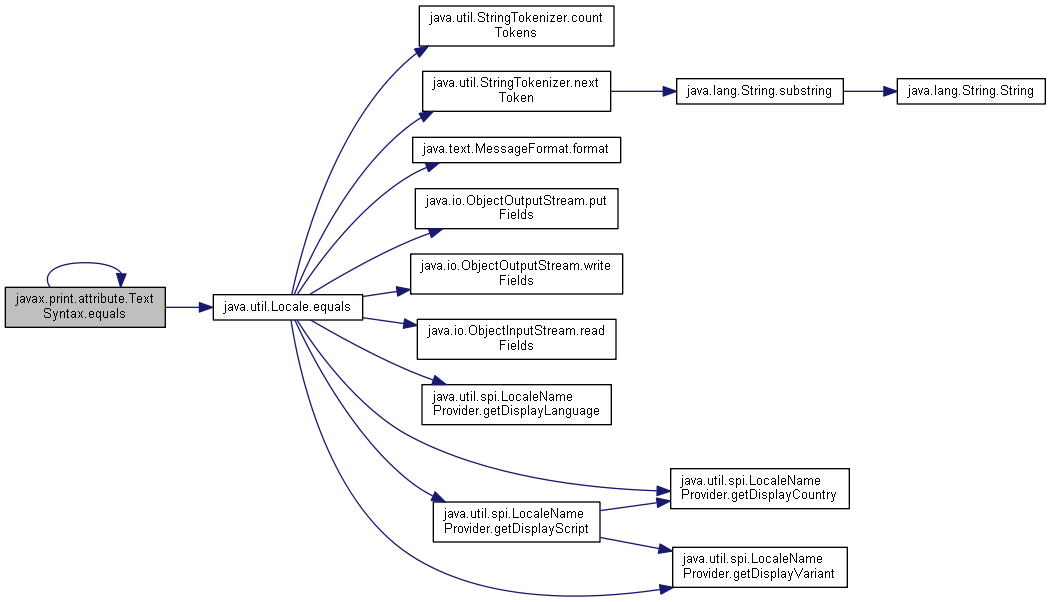 java.util.StringTokenizer.count
Tokens
java.util.StringTokenizer.next
Token
java.lang.String.substring
java.lang.String.String
java.text.MessageFormat.format
java.io.ObjectOutputStream.put
Fields
java.io.ObjectOutputStream.write
Fields
javax.print.attribute.Text
Syntax.equals
java.util.Locale.equals
java.io.ObjectInputStream.read
Fields
java.util.spi.LocaleName
Provider.getDisplayLanguage
java.util.spi.LocaleName
Provider.getDisplayCountry
java.util.spi.LocaleName
Provider.getDisplayScript
java.util.spi.LocaleName
Provider.getDisplayVariant